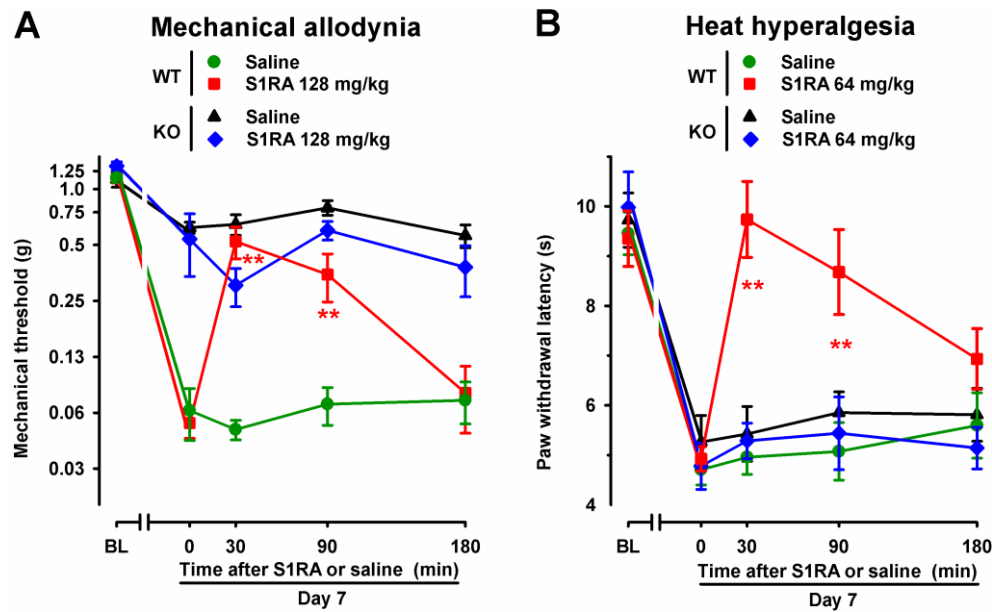 A
Mechanical allodynia
WT
Saline
S1RA 128 mg/kg
KO
Saline
S1RA 128 mg/kg
Mechanical threshold (g)
1.25
1.0
0.75
0.5
0.25
0.13
0.06
0.03
**
**
BL
0
30
90
180
Time after S1RA or saline (min)
Day 7
B
Heat hyperalgesia
WT
Saline
S1RA 64 mg/kg
KO
Saline
S1RA 64 mg/kg
Paw withdrawal latency (s)
10
8
6
4
**
**
BL
0
30
90
180
Time after S1RA or saline (min)
Day 7